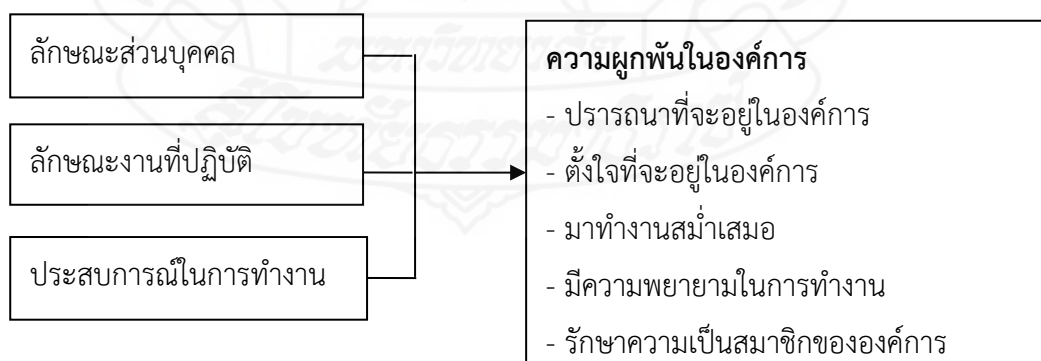 ลักษณะส่วนบุคคล
ลักษณะงานที่ปฏิบัติ
ประสบการณ์ในการทำงาน
ความผูกพันในองค์การ
- ปรารถนาที่จะอยู่ในองค์การ
- ตั้งใจที่จะอยู่ในองค์การ
- มาทำงานสม่ำเสมอ
- มีความพยายามในการทำงาน
- รักษาความเป็นสมาชิกขององค์การ